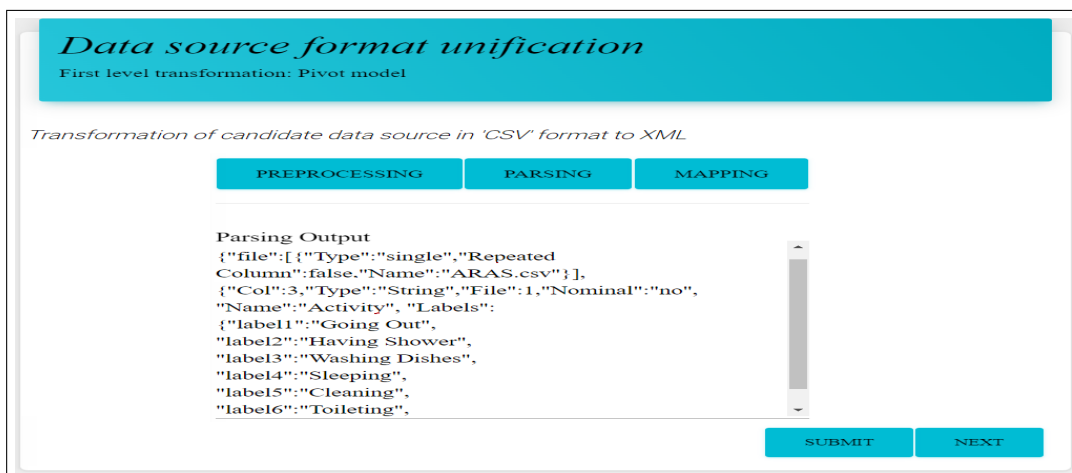 Data source format unification
First level transformation: Pivot model
Transformation of candidate data source in 'CSV' format to XML
PREPROCESSING PARSING MAPPING
Parsing Output
{"file":[{"Type":"single","Repeated
Column":false,"Name":"ARAS.csv"}],
{"Col":3,"Type":"String","File":1,"Nominal":"no",
"Name":"Activity", "Labels":
{"label1":"Going Out",
"label2":"Having Shower",
"label3":"Washing Dishes",
"label4":"Sleeping",
"label5":"Cleaning",
"label6":"Toileting",
SUBMIT NEXT